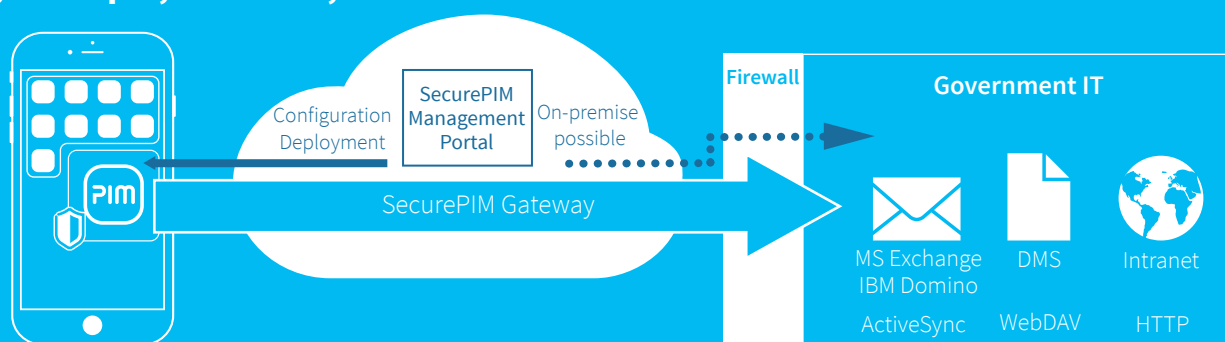 Firewall
Government IT
SecurePIM
Management
Portal
Configuration
Deployment
On-premise
possible
PIM
SecurePIM Gateway
MS Exchange
IBM Domino
DMS
Intranet
ActiveSync
WebDAV
HTTP